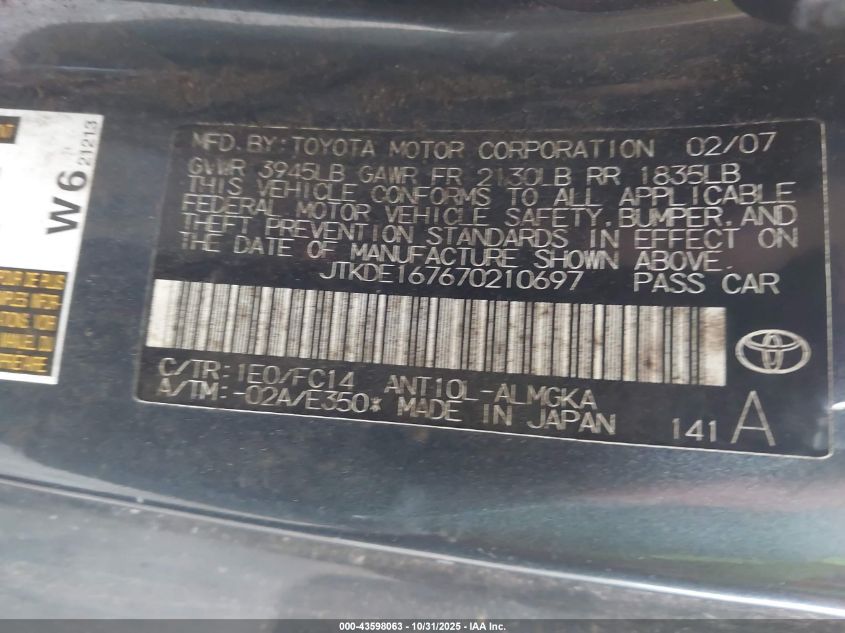 MFD. BY: TOYOTA MOTOR CORPORATION 02/07
GVWR 3945LB GAWR FR 2130LB RR 1835LB
THIS VEHICLE CONFORMS TO ALL APPLICABLE
FEDERAL MOTOR VEHICLE SAFETY, BUMPER, AND
THEFT PREVENTION STANDARDS IN EFFECT ON
THE DATE OF MANUFACTURE SHOWN ABOVE.
JTKDE167670210697 PASS CAR
C/TR: 1E0/FC14 ANT10L-ALMGKA
A/TM: -02A/E350* MADE IN JAPAN
141 A
W6
21213
000-43598063 - 10/31/2025 - IAA Inc.